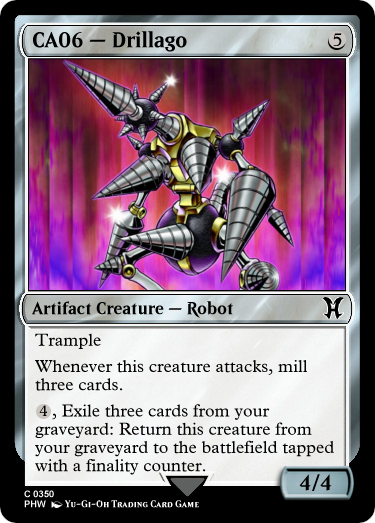 CA06 — Drillago 5
Artifact Creature — Robot
Trample
Whenever this creature attacks, mill
three cards.
4, Exile three cards from your
graveyard: Return this creature from
your graveyard to the battlefield tapped
with a finality counter.
4/4
C 0350
PHW Yu-Gi-Oh Trading Card Game